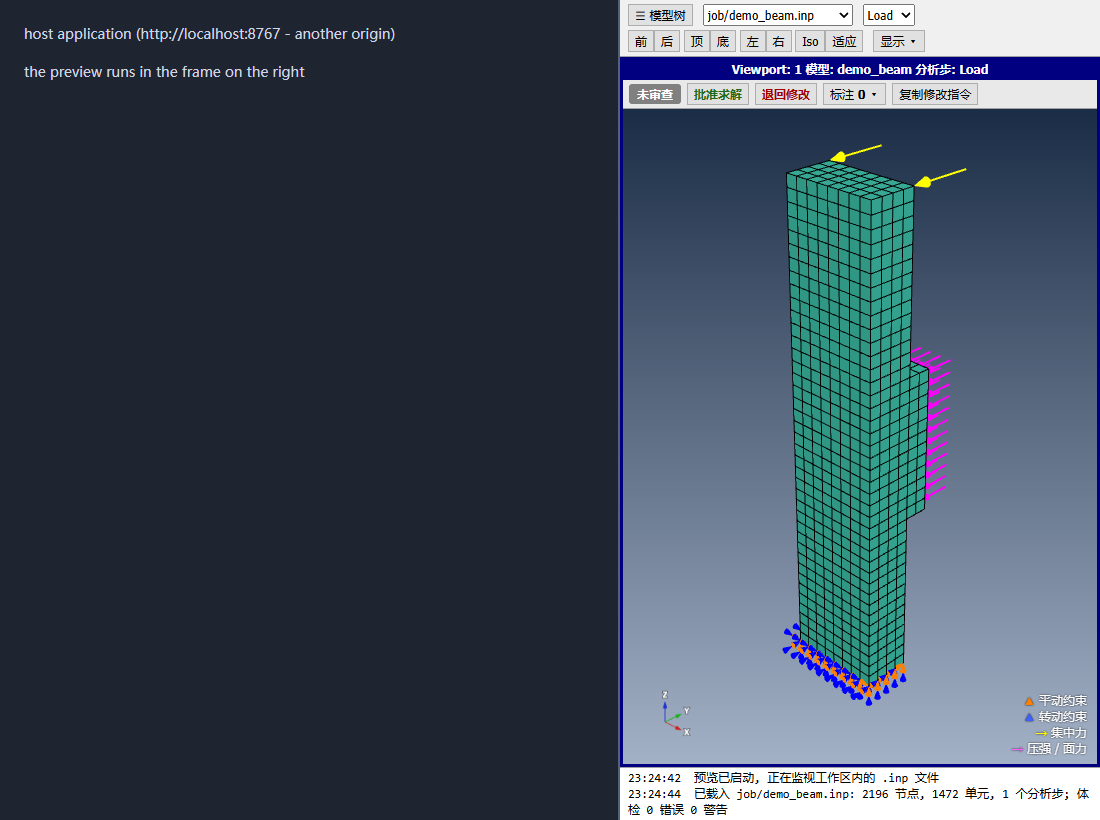 host application (http://localhost:8767 - another origin)
the preview runs in the frame on the right
☰ 模型树 job/demo_beam.inp Load
前 后 顶 底 左 右 Iso 适应 显示
Viewport: 1 模型: demo_beam 分析步: Load
未审查 批准求解 退回修改 标注 0 复制修改指令
平动约束
转动约束
集中力
压强 / 面力
Z
Y
X
23:24:42 预览已启动, 正在监视工作区内的 .inp 文件
23:24:44 已载入 job/demo_beam.inp: 2196 节点, 1472 单元, 1 个分析步; 体
检 0 错误 0 警告